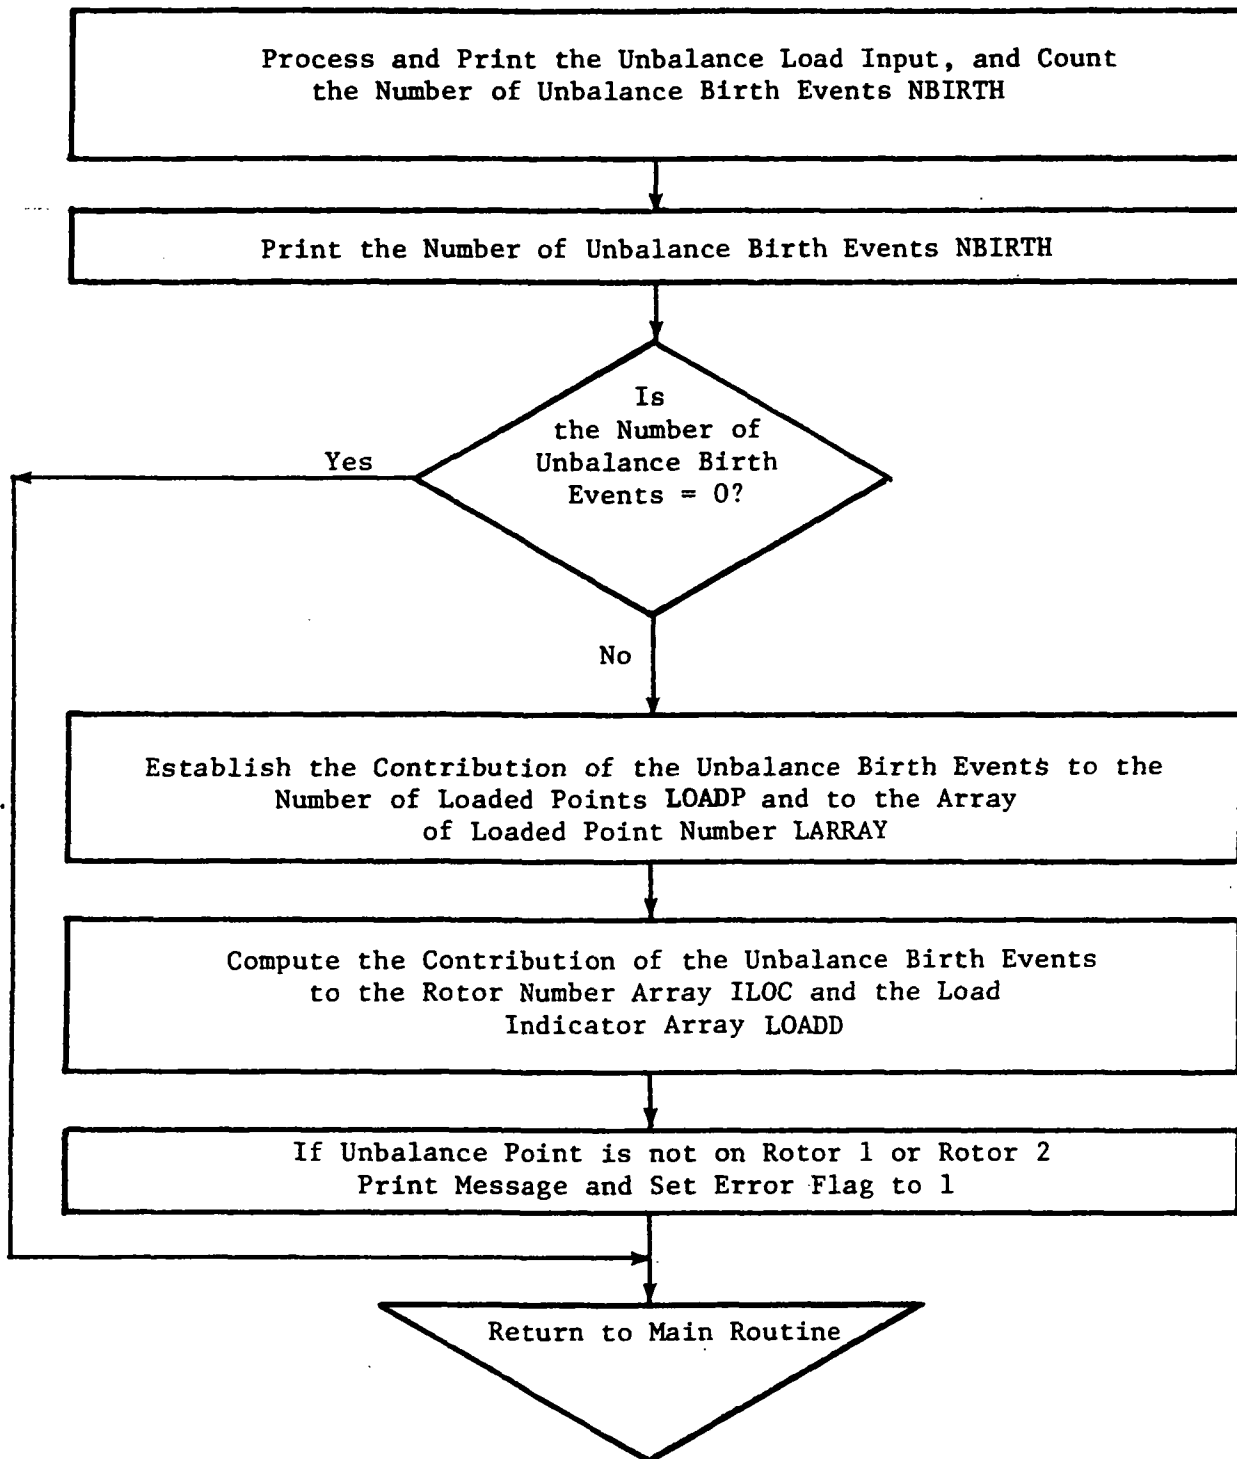 Process and Print the Unbalance Load Input, and Count
the Number of Unbalance Birth Events NBIRTH
Print the Number of Unbalance Birth Events NBIRTH
Is
the Number of
Unbalance Birth
Events = 0?
Yes
No
Establish the Contribution of the Unbalance Birth Events to the
Number of Loaded Points LOADP and to the Array
of Loaded Point Number LARRAY
Compute the Contribution of the Unbalance Birth Events
to the Rotor Number Array ILOC and the Load
Indicator Array LOADD
If Unbalance Point is not on Rotor 1 or Rotor 2
Print Message and Set Error Flag to 1
Return to Main Routine